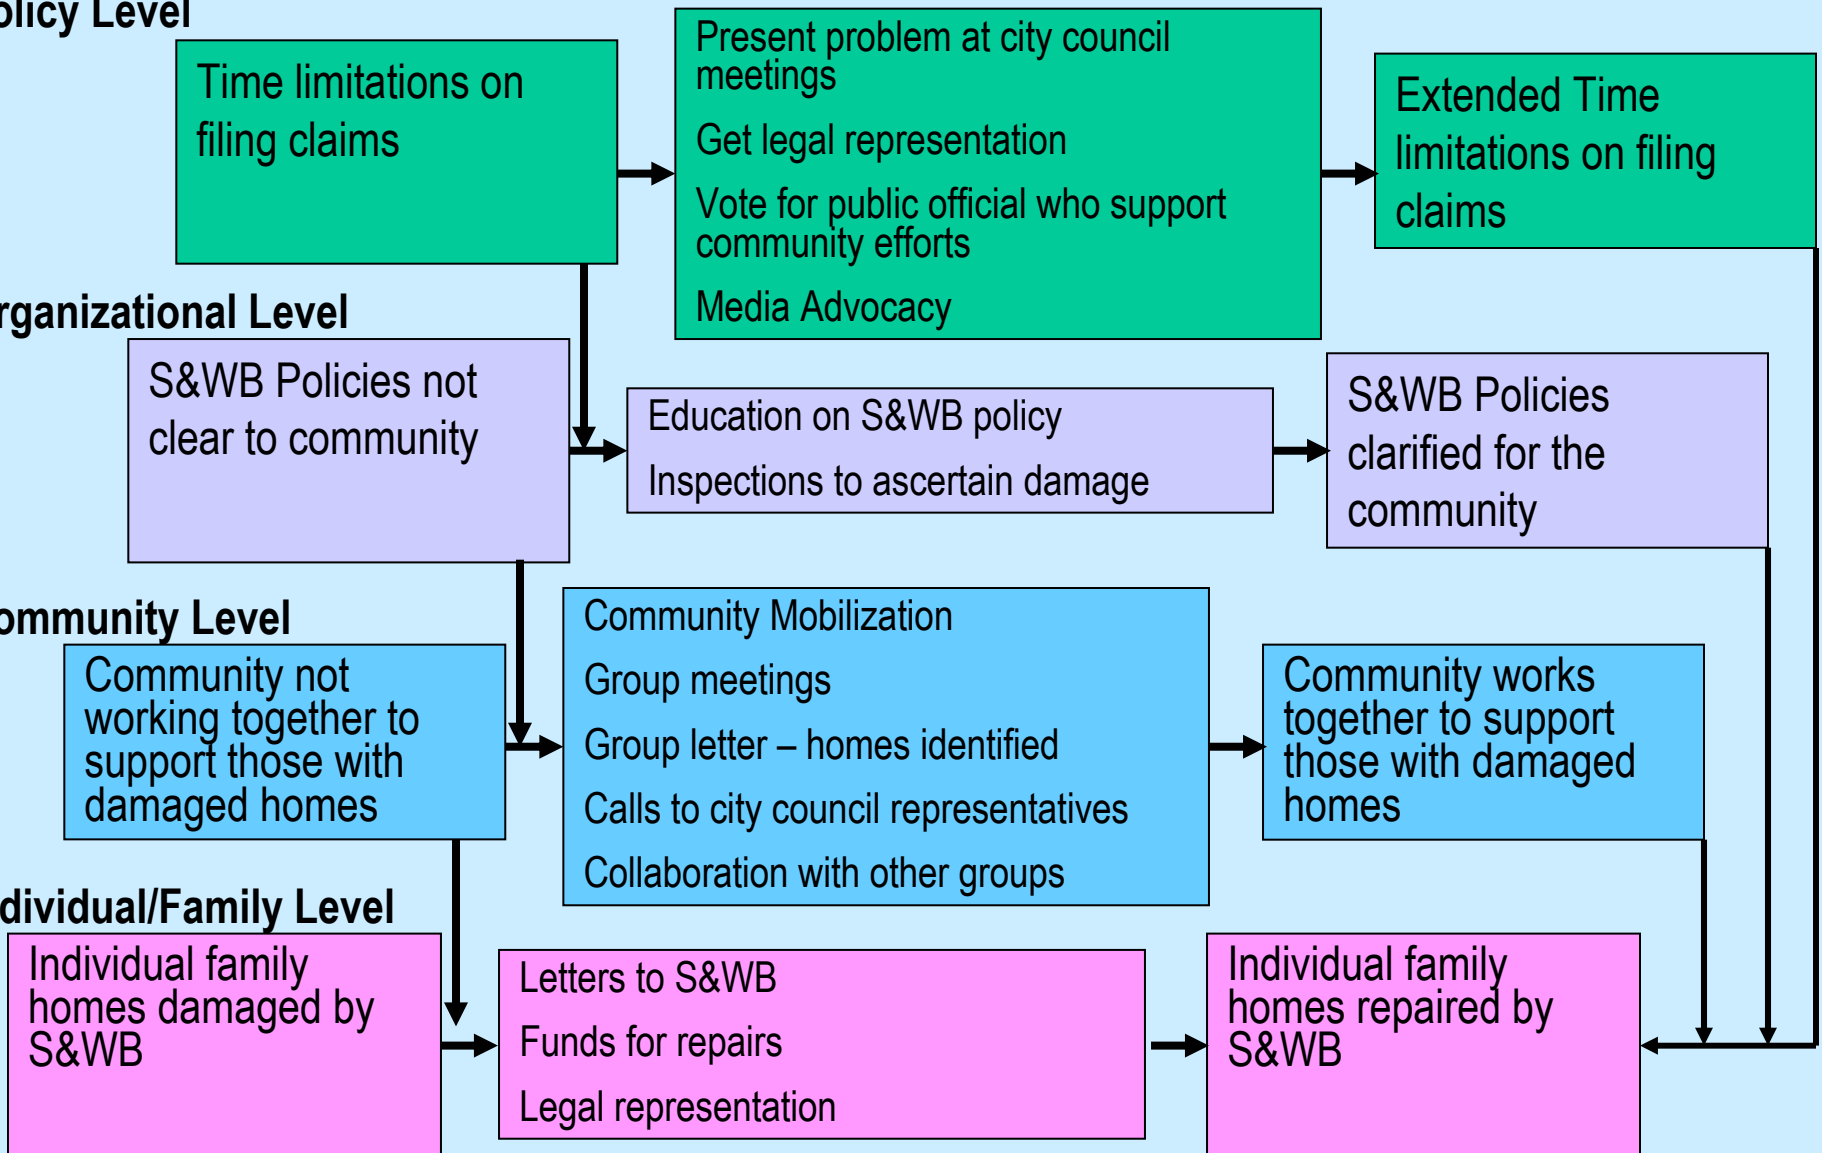 olicy Level
Time limitations on
filing claims
Present problem at city council
meetings
Get legal representation
Vote for public official who support
community efforts
Media Advocacy
Extended Time
limitations on filing
claims
rganizational Level
S&WB Policies not
clear to community
Education on S&WB policy
Inspections to ascertain damage
S&WB Policies
clarified for the
community
ommunity Level
Community not
working together to
support those with
damaged homes
Community Mobilization
Group meetings
Group letter – homes identified
Calls to city council representatives
Collaboration with other groups
Community works
together to support
those with damaged
homes
dividual/Family Level
Individual family
homes damaged by
S&WB
Letters to S&WB
Funds for repairs
Legal representation
Individual family
homes repaired by
S&WB